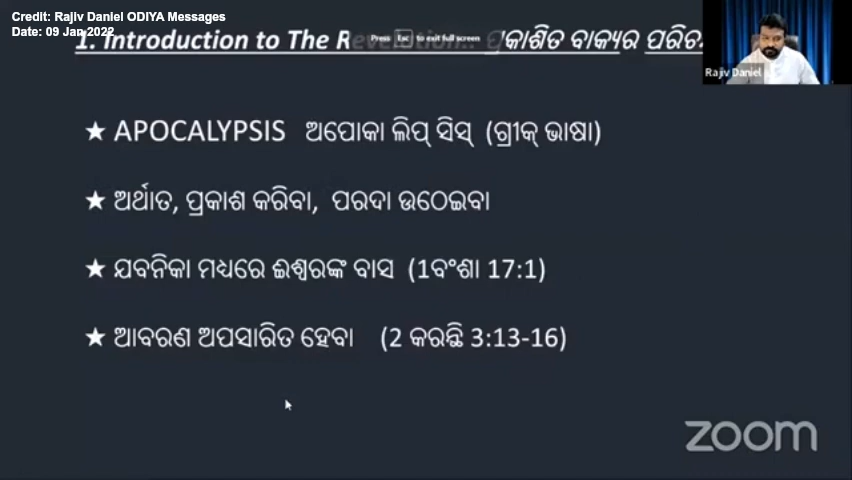 Credit: Rajiv Daniel ODIYA Messages
Date: 09 Jan 2022
1. Introduction to The Revelation.. ପ୍ରକାଶିତ ବାକ୍ୟର
Press Esc to exit full screen
Rajiv Daniel
★ APOCALYPSIS ଅପୋକା ଲିପ୍ ସିସ୍ (ଗ୍ରୀକ୍ ଭାଷା)
★ ଅର୍ଥାତ, ପ୍ରକାଶ କରିବା, ପରଦା ଉଠେଇବା
★ ଯବନିକା ମଧ୍ୟରେ ଈଶ୍ୱରଙ୍କ ବାସ (1ବଂଶା 17:1)
★ ଆବରଣ ଅପସାରିତ ହେବା (2 କରନ୍ଥି 3:13-16)
zoom